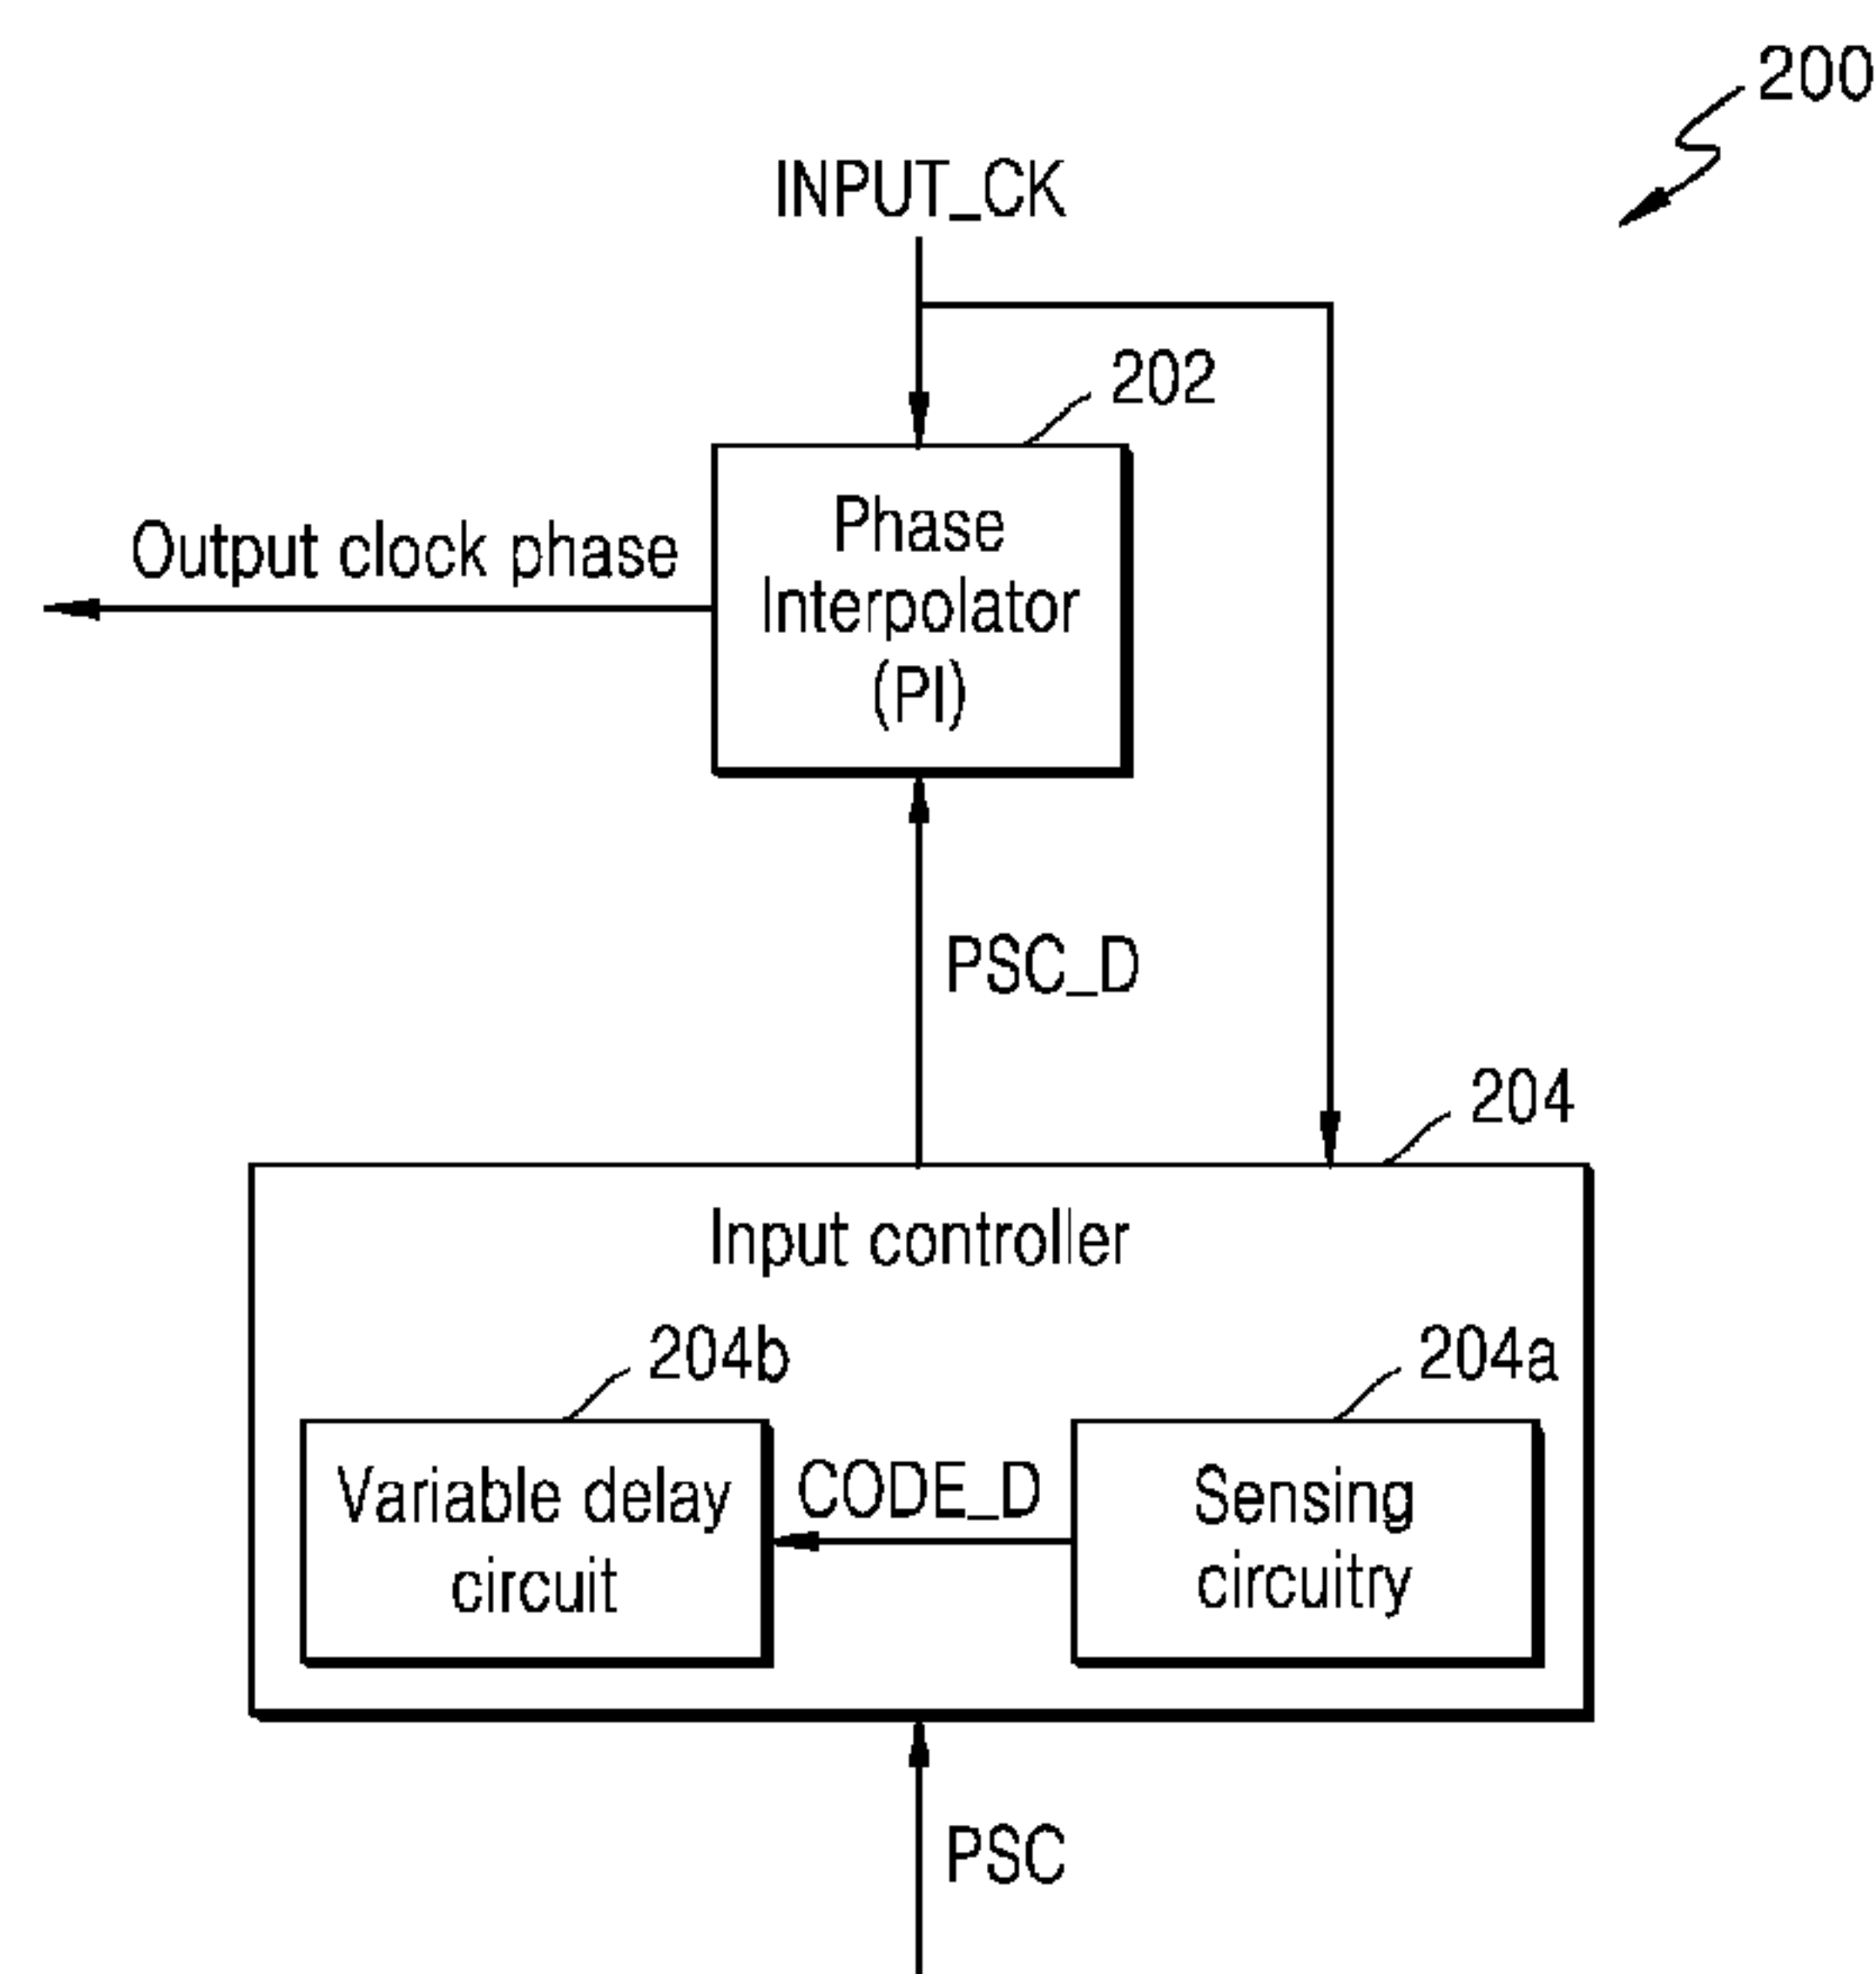 200
INPUT_CK
202
Phase
Interpolator
(PI)
Output clock phase
PSC_D
204
Input controller
204b
204a
Variable delay
circuit
CODE_D
Sensing
circuitry
PSC